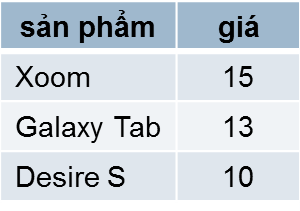 sản phẩm giá
Xoom 15
Galaxy Tab 13
Desire S 10